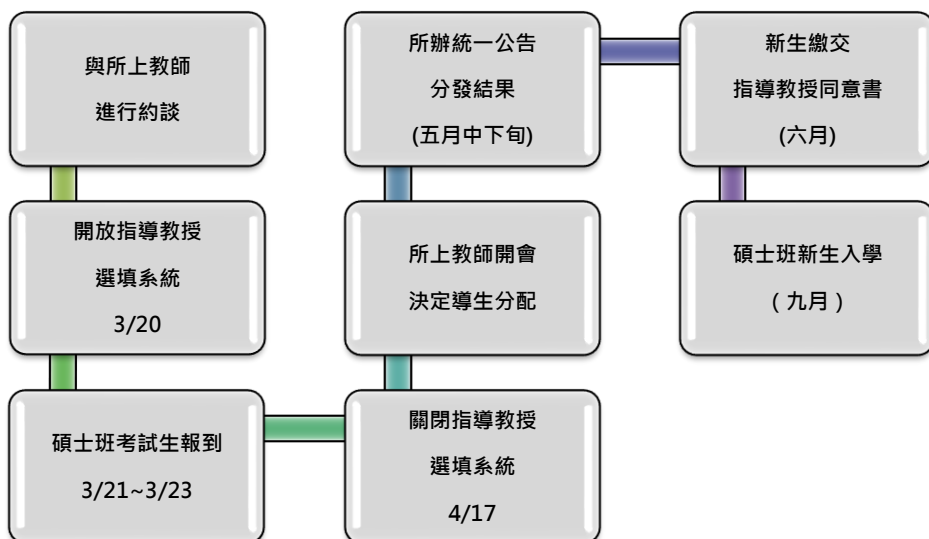 與所上教師
進行約談
開放指導教授
選填系統
3/20
碩士班考試生報到
3/21~3/23
關閉指導教授
選填系統
4/17
所上教師開會
決定導生分配
所辦統一公告
分發結果
(五月中下旬)
新生繳交
指導教授同意書
(六月)
碩士班新生入學
(九月)